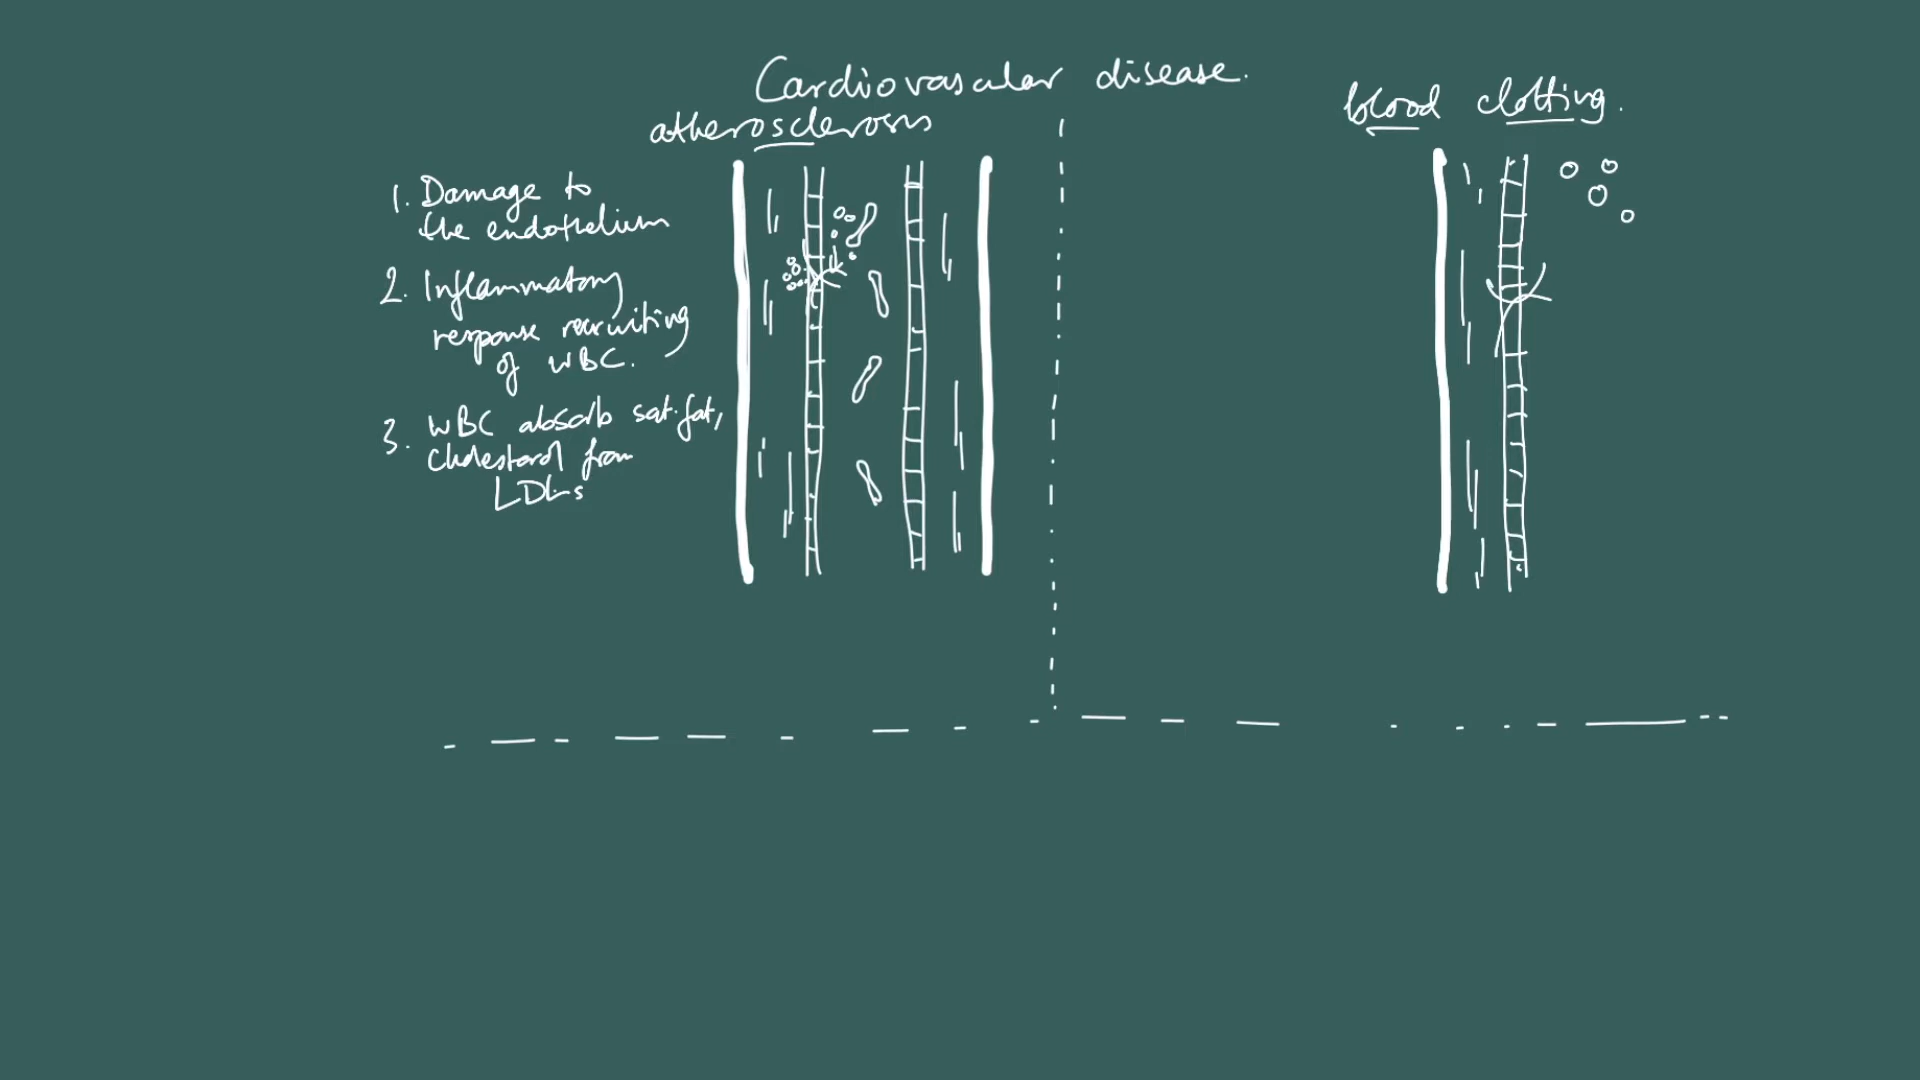 Cardiovascular disease.
atherosclerosis
1. Damage to
the endothelium
2. Inflammatory
response recruiting
of WBC.
3. WBC absorb sat. fat,
cholesterol from
LDLs
blood clotting.